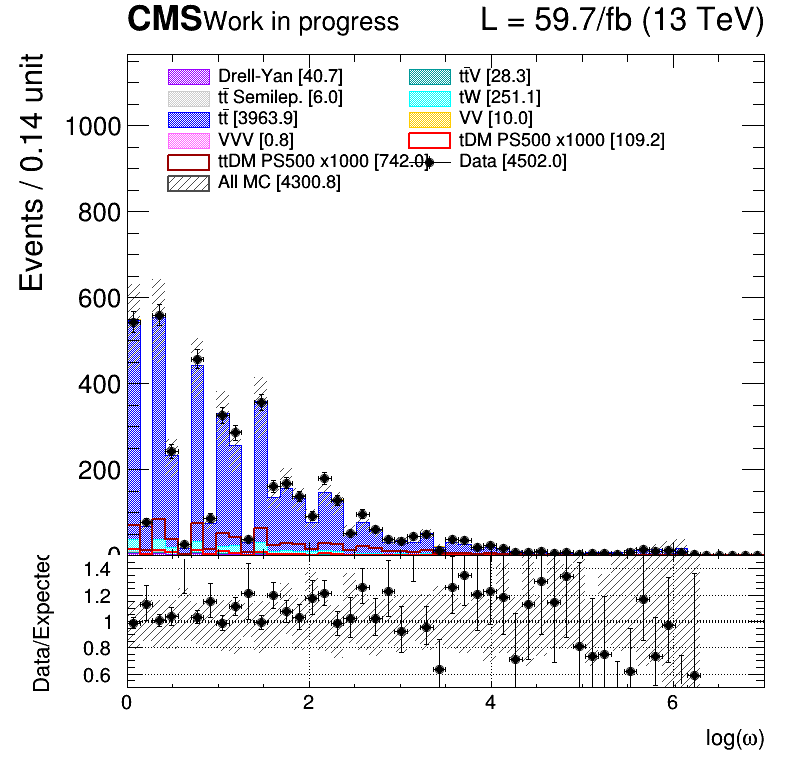 CMS Work in progress L = 59.7/fb (13 TeV)
Events / 0.14 unit
Drell-Yan [40.7] tt̄V [28.3]
tt̄ Semilep. [6.0] tW [251.1]
tt̄ [3963.9] VV [10.0]
VVV [0.8] tDM PS500 x1000 [109.2]
ttDM PS500 x1000 [742.0] Data [4502.0]
All MC [4300.8]
1000
800
600
400
200
0
Data/Expected
1.4
1.2
1
0.8
0.6
0 2 4 6
log(ω)